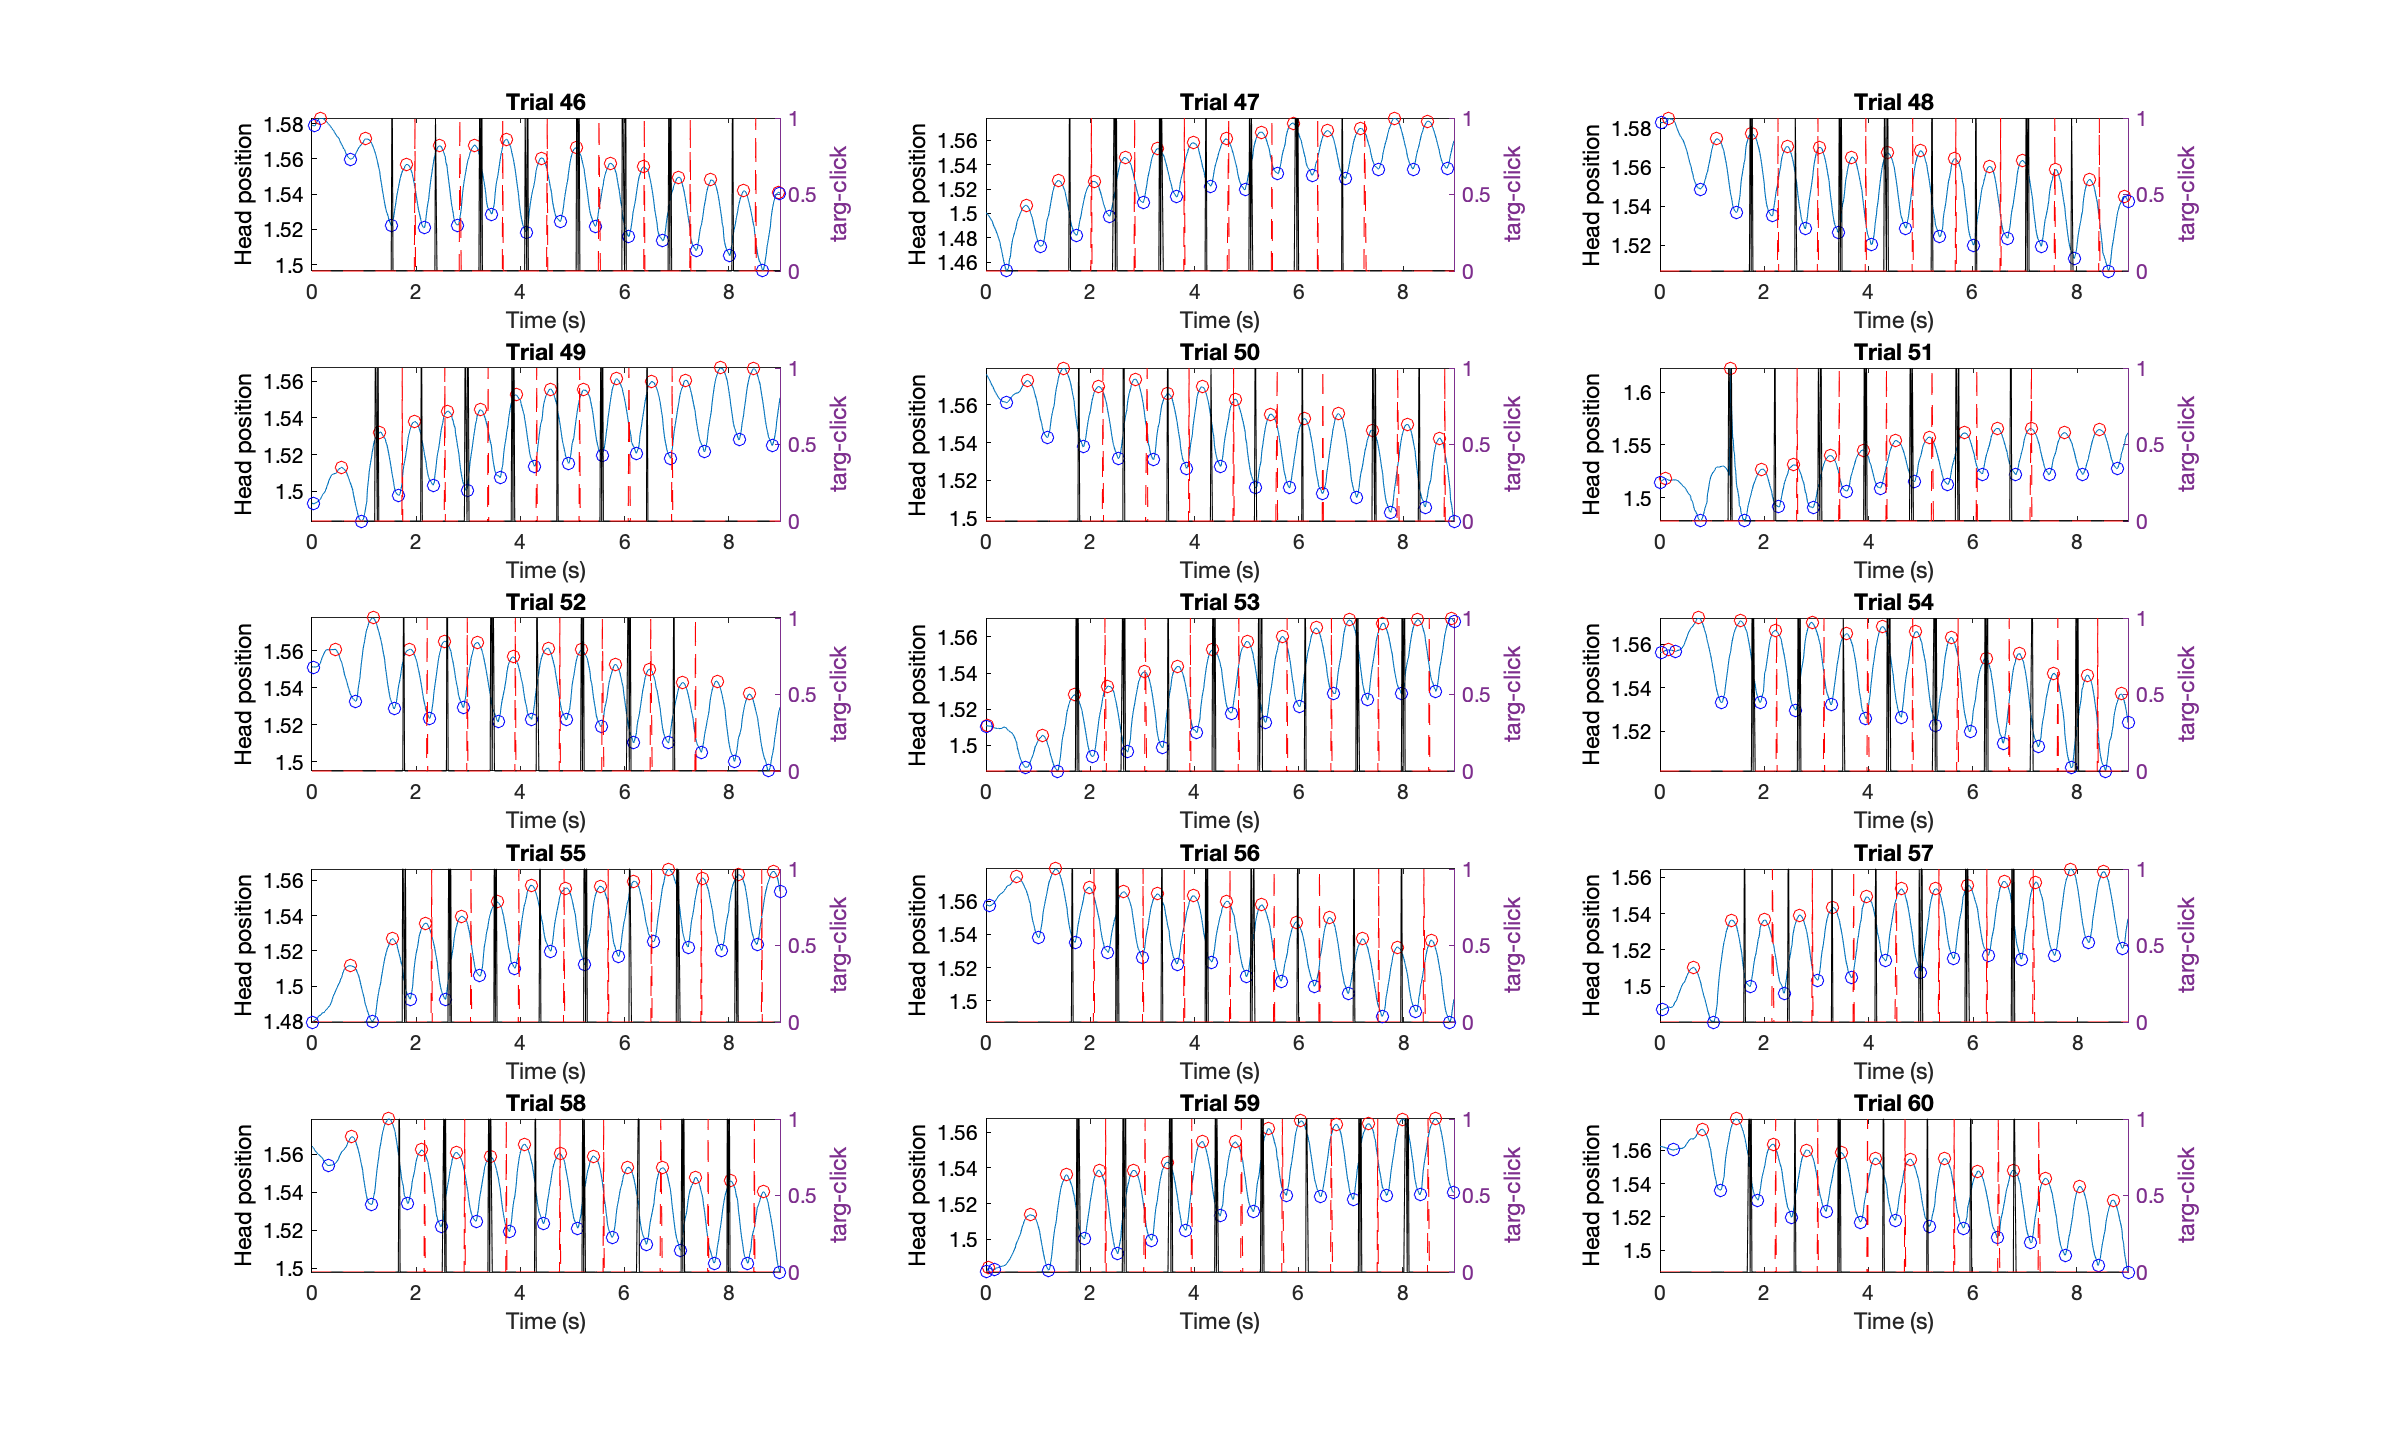 Trial 46
Trial 47
Trial 48
1.58
1.56
1.54
1.52
1.5
Head position
0 2 4 6 8
Time (s)
1
0.5
0
targ-click
1.56
1.54
1.52
1.5
1.48
1.46
Head position
0 2 4 6 8
Time (s)
1
0.5
0
targ-click
1.58
1.56
1.54
1.52
Head position
0 2 4 6 8
Time (s)
1
0.5
0
targ-click
Trial 49
Trial 50
Trial 51
1.56
1.54
1.52
1.5
Head position
0 2 4 6 8
Time (s)
1
0.5
0
targ-click
1.56
1.54
1.52
1.5
Head position
0 2 4 6 8
Time (s)
1
0.5
0
targ-click
1.6
1.55
1.5
Head position
0 2 4 6 8
Time (s)
1
0.5
0
targ-click
Trial 52
Trial 53
Trial 54
1.56
1.54
1.52
1.5
Head position
0 2 4 6 8
Time (s)
1
0.5
0
targ-click
1.56
1.54
1.52
1.5
Head position
0 2 4 6 8
Time (s)
1
0.5
0
targ-click
1.56
1.54
1.52
Head position
0 2 4 6 8
Time (s)
1
0.5
0
targ-click
Trial 55
Trial 56
Trial 57
1.56
1.54
1.52
1.5
1.48
Head position
0 2 4 6 8
Time (s)
1
0.5
0
targ-click
1.56
1.54
1.52
1.5
Head position
0 2 4 6 8
Time (s)
1
0.5
0
targ-click
1.56
1.54
1.52
1.5
Head position
0 2 4 6 8
Time (s)
1
0.5
0
targ-click
Trial 58
Trial 59
Trial 60
1.56
1.54
1.52
1.5
Head position
0 2 4 6 8
Time (s)
1
0.5
0
targ-click
1.56
1.54
1.52
1.5
Head position
0 2 4 6 8
Time (s)
1
0.5
0
targ-click
1.56
1.54
1.52
1.5
Head position
0 2 4 6 8
Time (s)
1
0.5
0
targ-click